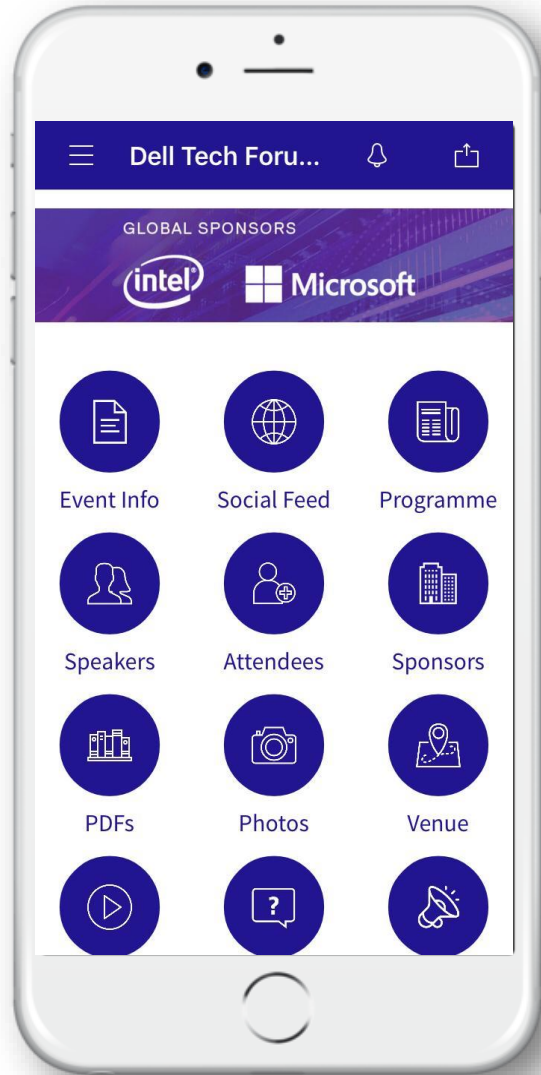 Dell Tech Foru...
GLOBAL SPONSORS
intel Microsoft
Event Info Social Feed Programme
Speakers Attendees Sponsors
PDFs Photos Venue
?